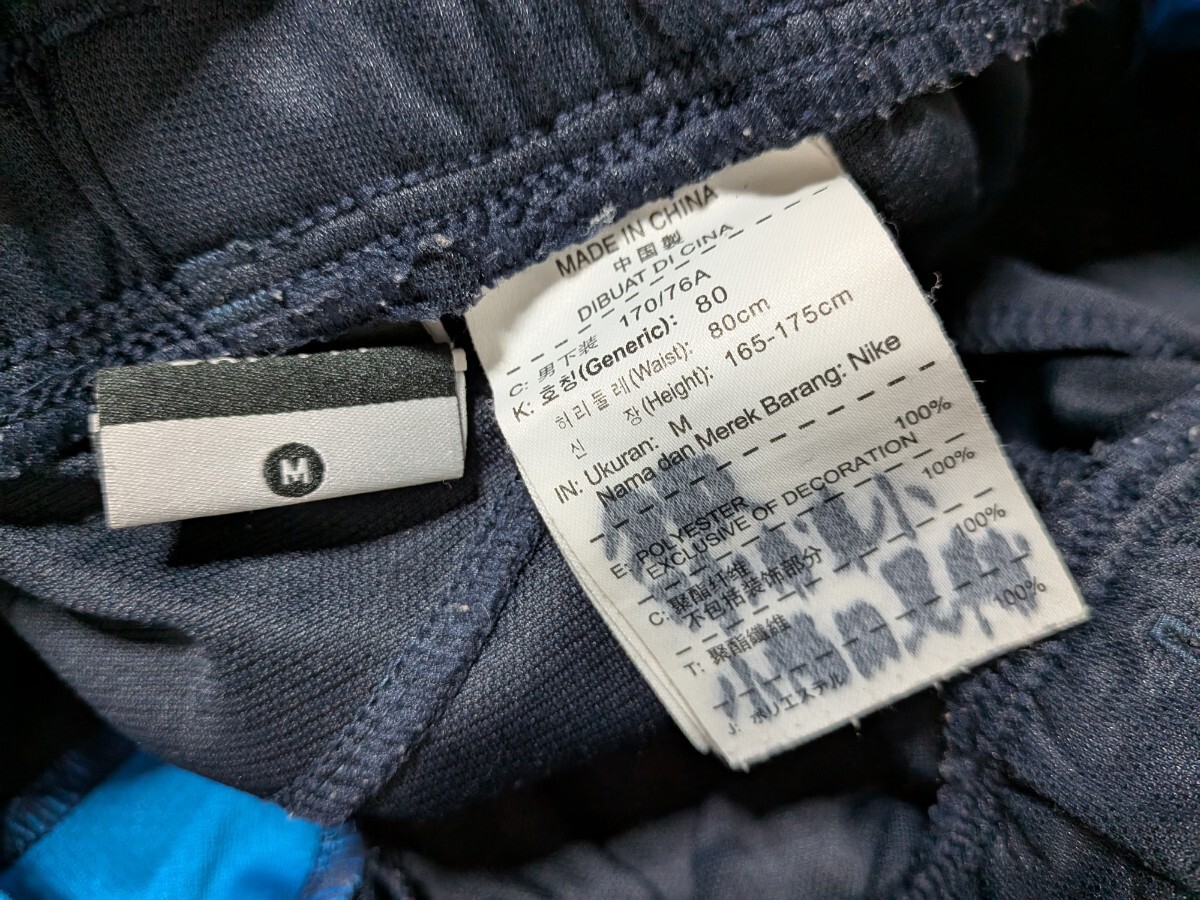 M
MADE IN CHINA
中国製
DIBUAT DI CINA
C: 男下装 170/76A
K: 호칭(Generic): 80
허리둘레(Waist): 80cm
신 장(Height): 165-175cm
IN: Ukuran: M
Nama dan Merek Barang: Nike
E: POLYESTER 100%
EXCLUSIVE OF DECORATION
C: 聚酯纤维 100%
不包括装饰部分
T: 聚酯纖維 100%
J: ポリエステル 100%